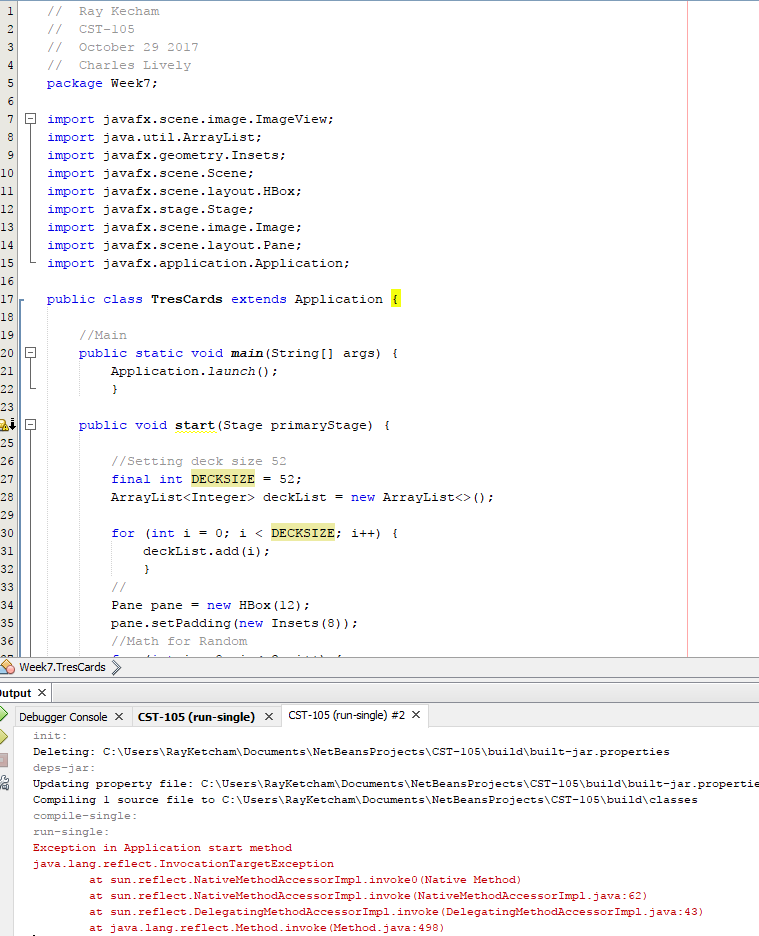 1 // Ray Kecham
2 // CST-105
3 // October 29 2017
4 // Charles Lively
5 package Week7;
6
7 import javafx.scene.image.ImageView;
8 import java.util.ArrayList;
9 import javafx.geometry.Insets;
10 import javafx.scene.Scene;
11 import javafx.scene.layout.HBox;
12 import javafx.stage.Stage;
13 import javafx.scene.image.Image;
14 import javafx.scene.layout.Pane;
15 import javafx.application.Application;
16
17 public class TresCards extends Application {
18
19 //Main
20 public static void main(String[] args) {
21 Application.launch();
22 }
23
public void start(Stage primaryStage) {
25
26 //Setting deck size 52
27 final int DECKSIZE = 52;
28 ArrayList<Integer> deckList = new ArrayList<>();
29
30 for (int i = 0; i < DECKSIZE; i++) {
31 deckList.add(i);
32 }
33 //
34 Pane pane = new HBox(12);
35 pane.setPadding(new Insets(8));
36 //Math for Random
Week7.TresCards
Output
Debugger Console CST-105 (run-single) CST-105 (run-single) #2
init:
Deleting: C:\Users\RayKetcham\Documents\NetBeansProjects\CST-105\build\built-jar.properties
deps-jar:
Updating property file: C:\Users\RayKetcham\Documents\NetBeansProjects\CST-105\build\built-jar.propertie
Compiling 1 source file to C:\Users\RayKetcham\Documents\NetBeansProjects\CST-105\build\classes
compile-single:
run-single:
Exception in Application start method
java.lang.reflect.InvocationTargetException
at sun.reflect.NativeMethodAccessorImpl.invoke0(Native Method)
at sun.reflect.NativeMethodAccessorImpl.invoke(NativeMethodAccessorImpl.java:62)
at sun.reflect.DelegatingMethodAccessorImpl.invoke(DelegatingMethodAccessorImpl.java:43)
at java.lang.reflect.Method.invoke(Method.java:498)